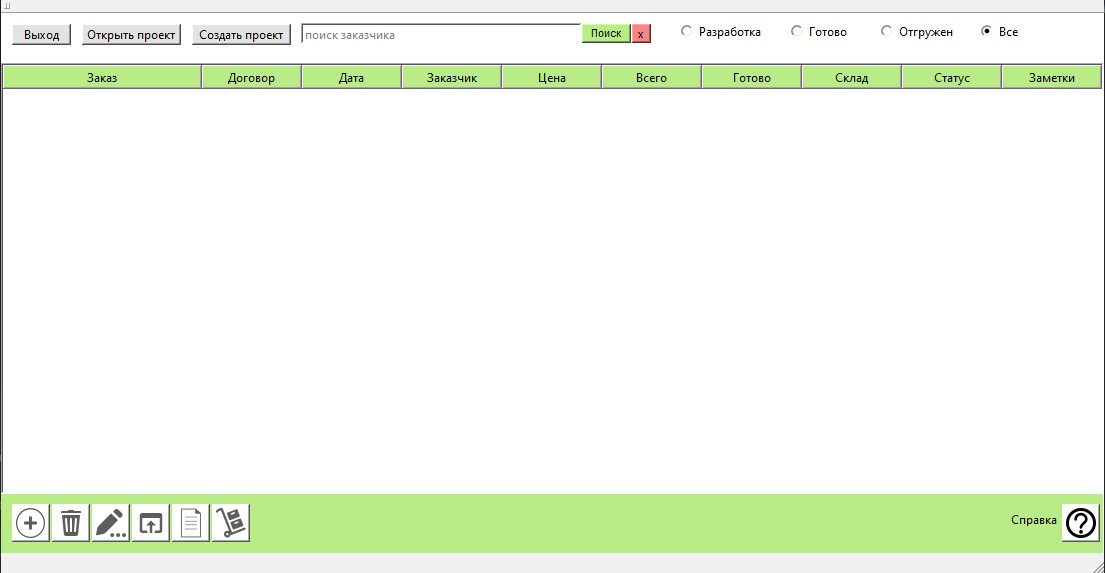 Выход Открыть проект Создать проект поиск заказчика Поиск x Разработка Готово Отгружен Все
Заказ Договор Дата Заказчик Цена Всего Готово Склад Статус Заметки
Справка